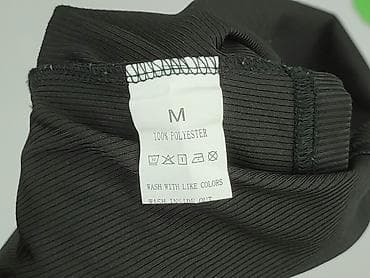 M
100% POLYESTER
WASH WITH LIKE COLORS
WASH INSIDE OUT